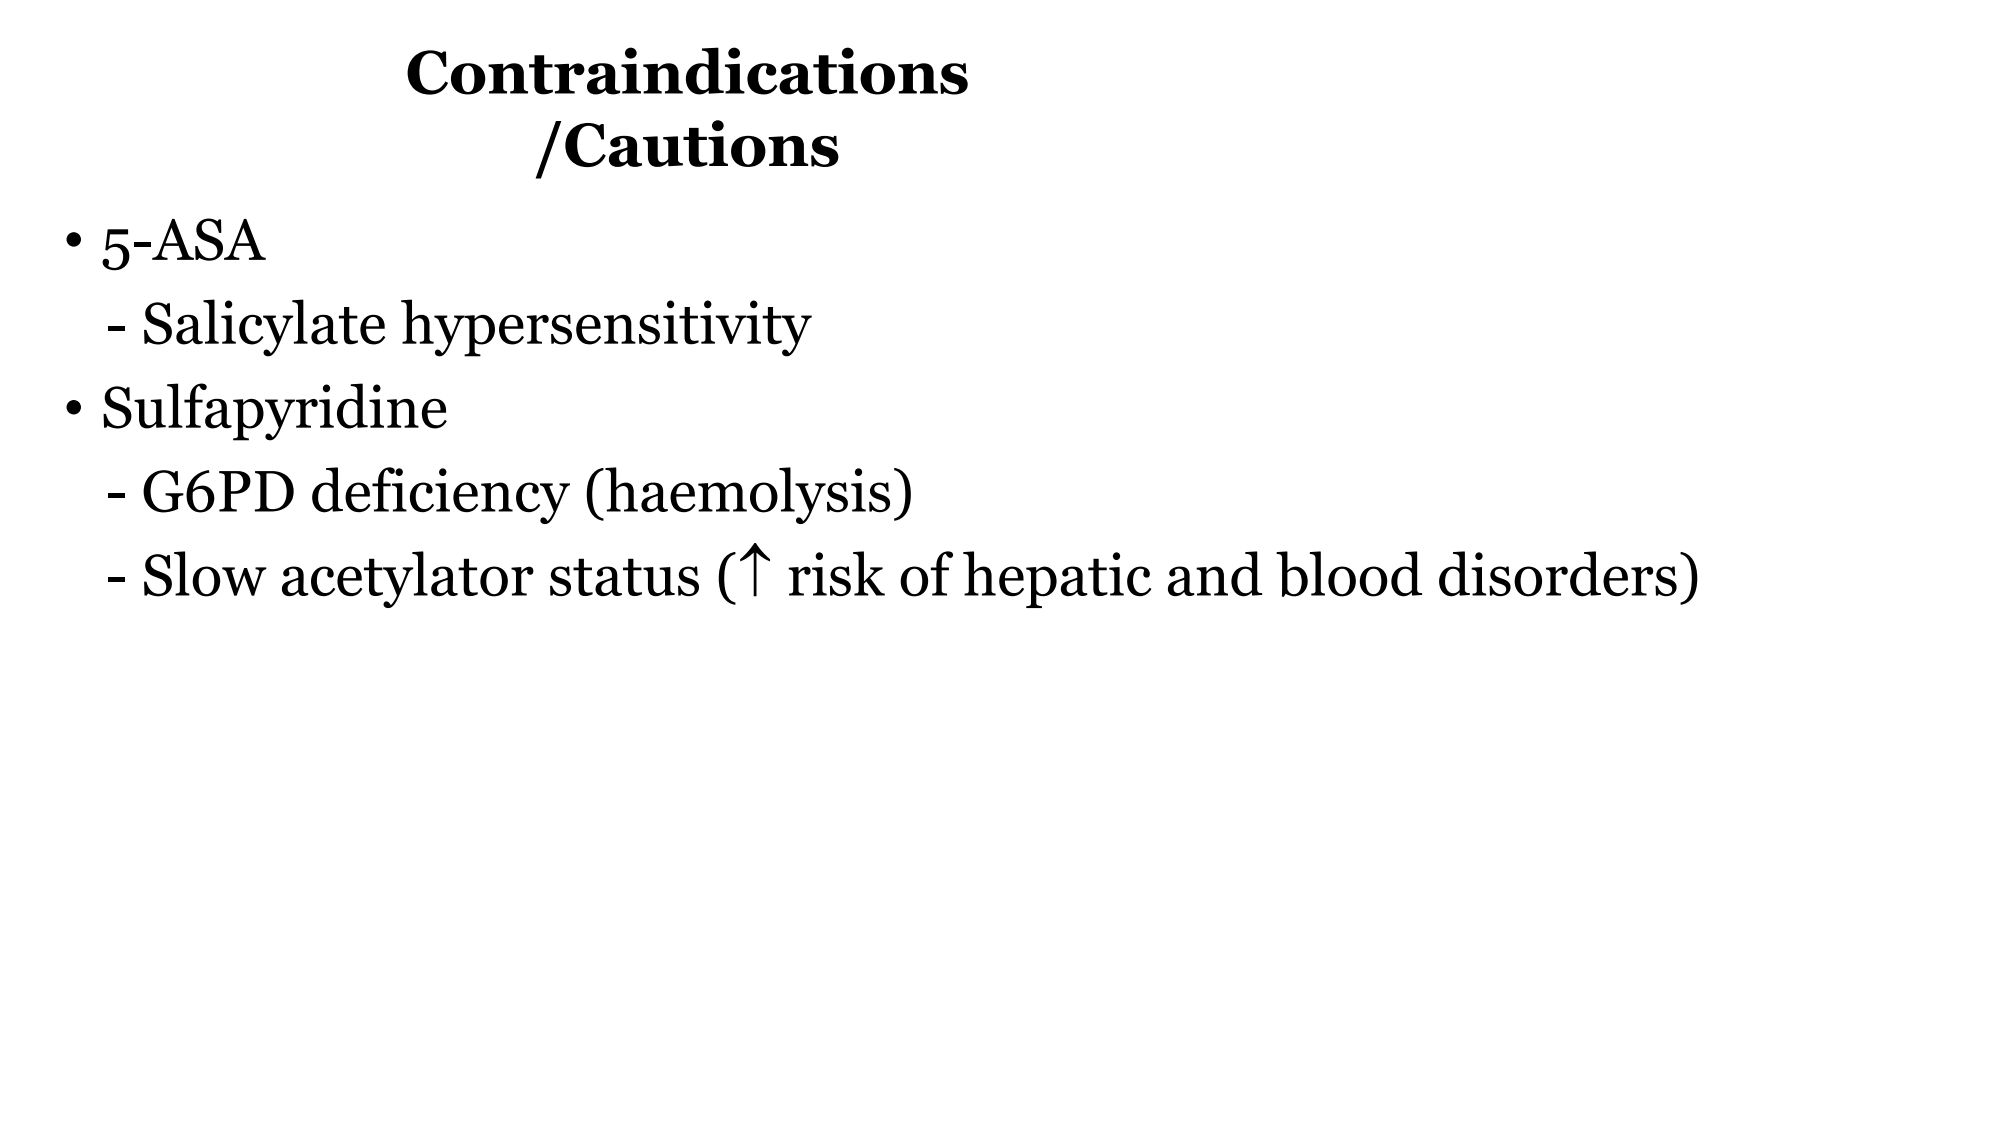 Contraindications
/Cautions
• 5-ASA
- Salicylate hypersensitivity
• Sulfapyridine
- G6PD deficiency (haemolysis)
- Slow acetylator status (↑ risk of hepatic and blood disorders)